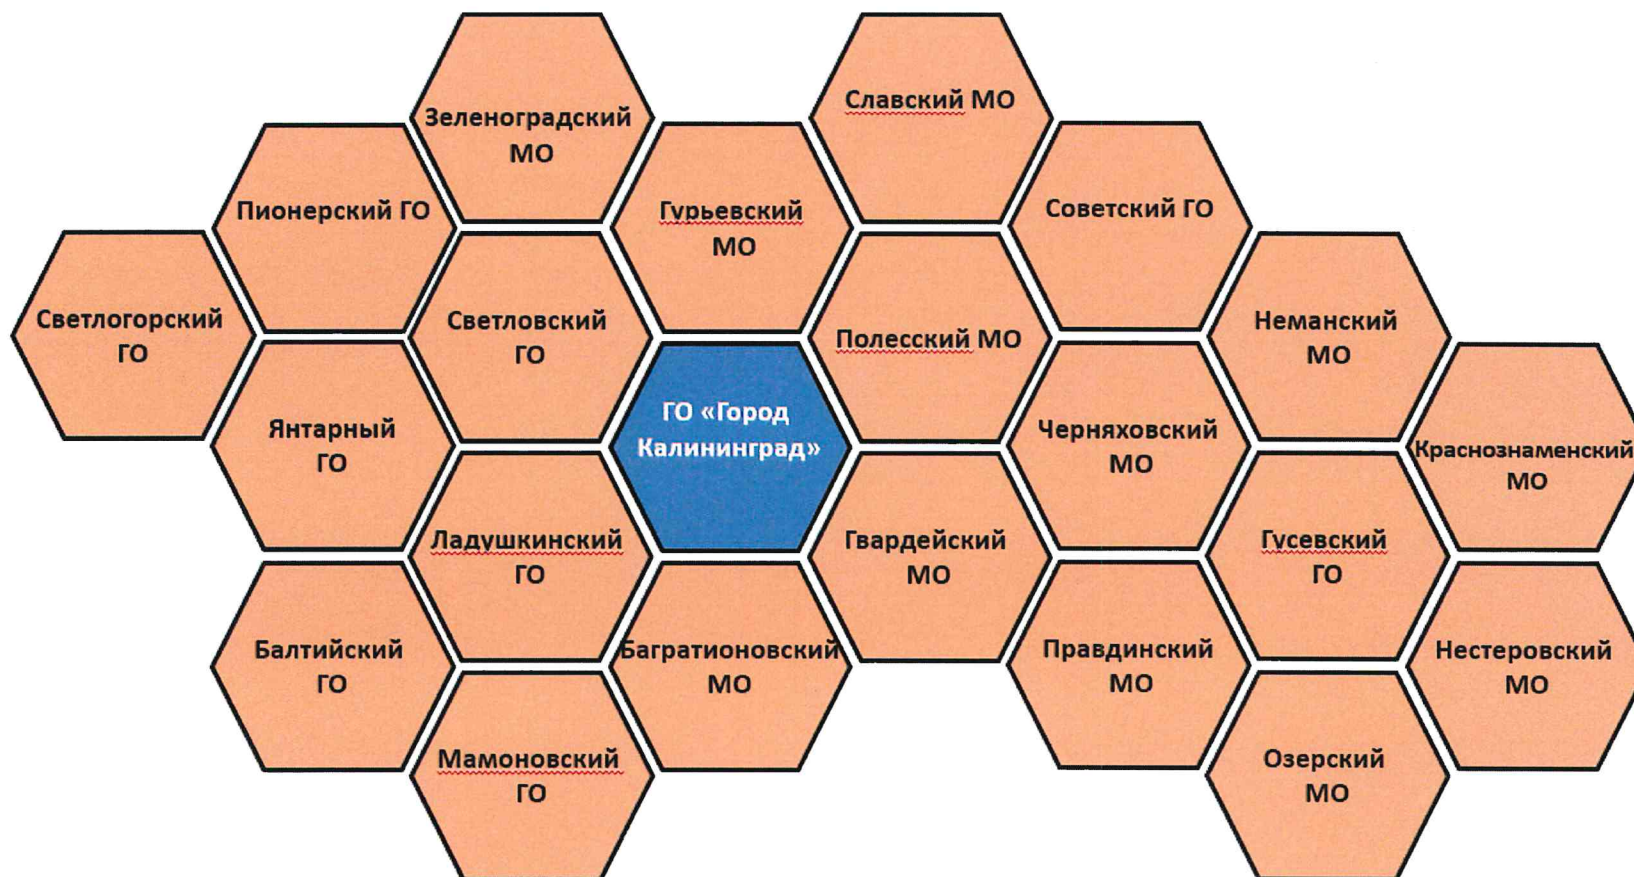 Зеленоградский
МО
Славский МО
Пионерский ГО
Гурьевский
МО
Советский ГО
Светлогорский
ГО
Светловский
ГО
Полесский МО
Неманский
МО
Янтарный
ГО
ГО «Город
Калининград»
Черняховский
МО
Краснознаменский
МО
Ладушкинский
ГО
Гвардейский
МО
Гусевский
ГО
Балтийский
ГО
Багратионовский
МО
Правдинский
МО
Нестеровский
МО
Мамоновский
ГО
Озерский
МО